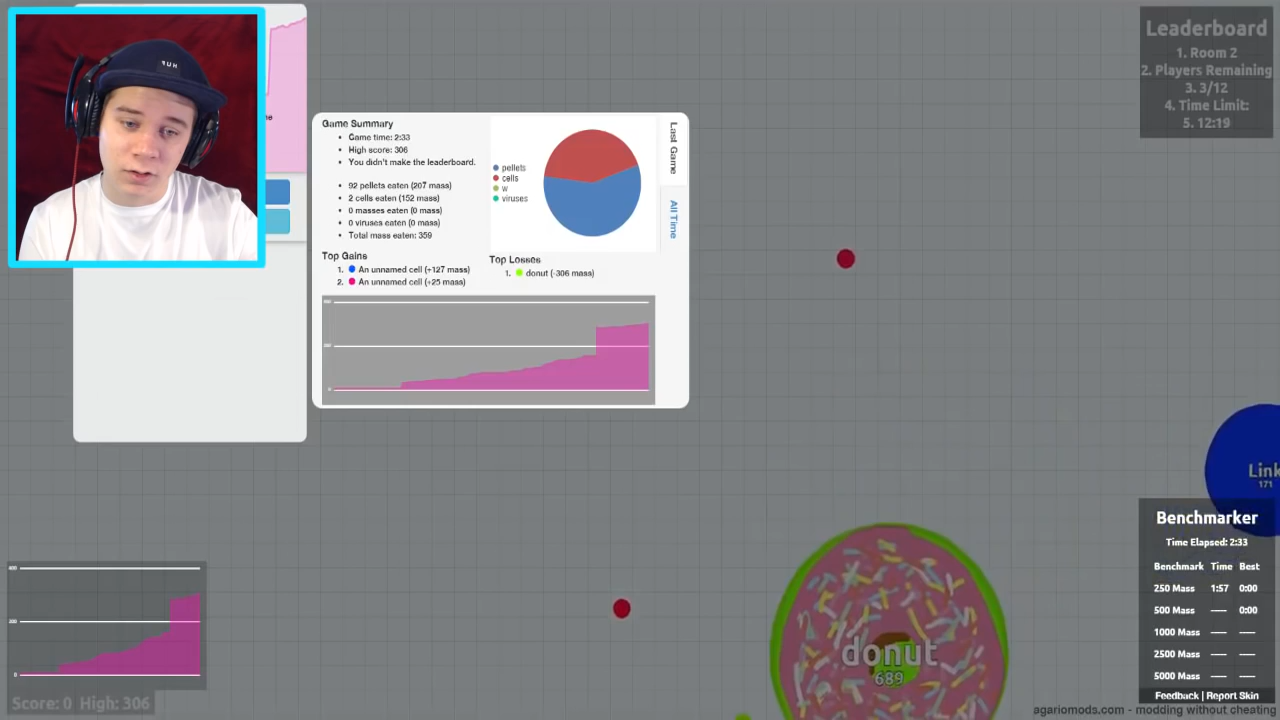 RUH
Game Summary
Game time: 2:33
High score: 306
You didn't make the leaderboard.
92 pellets eaten (207 mass)
2 cells eaten (152 mass)
0 masses eaten (0 mass)
0 viruses eaten (0 mass)
Total mass eaten: 359
pellets
cells
w
viruses
Last Game
All Time
Top Gains
1. An unnamed cell (+127 mass)
2. An unnamed cell (+25 mass)
Top Losses
1. donut (-306 mass)
Leaderboard
1. Room 2
2. Players Remaining
3. 3/12
4. Time Limit:
5. 12:19
Link
171
donut
689
Benchmarker
Time Elapsed: 2:33
Benchmark Time Best
250 Mass 1:57 0:00
500 Mass —— 0:00
1000 Mass —— ——
2500 Mass —— ——
5000 Mass —— ——
Feedback | Report Skin
400
200
0
Score: 0 High: 306
agariomods.com - modding without cheating